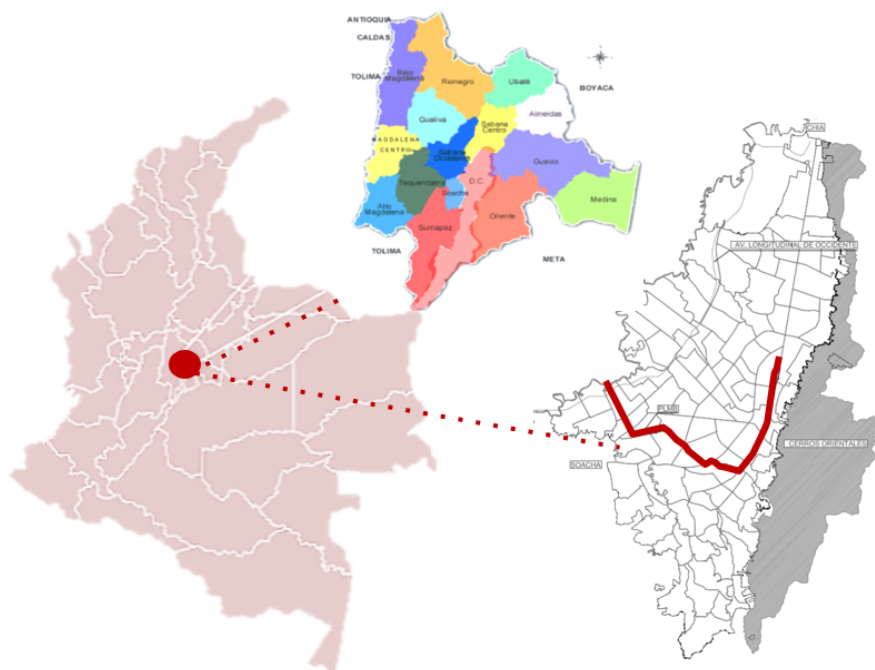 ANTIOQUIA
CALDAS
TOLIMA
Bajo
Magdalena
Rionegro
Ubaté
BOYACA
Almeidas
Gualiva
Sabana
Centro
MAGDALENA
CENTRO
Sabana
Occidente
Guavio
Tequendama
Soacha
D.C.
Medina
Alto
Magdalena
Sumapaz
Oriente
TOLIMA
META
CHIA
AV. LONGITUDINAL DE OCCIDENTE
PLMB
CERROS ORIENTALES
SOACHA